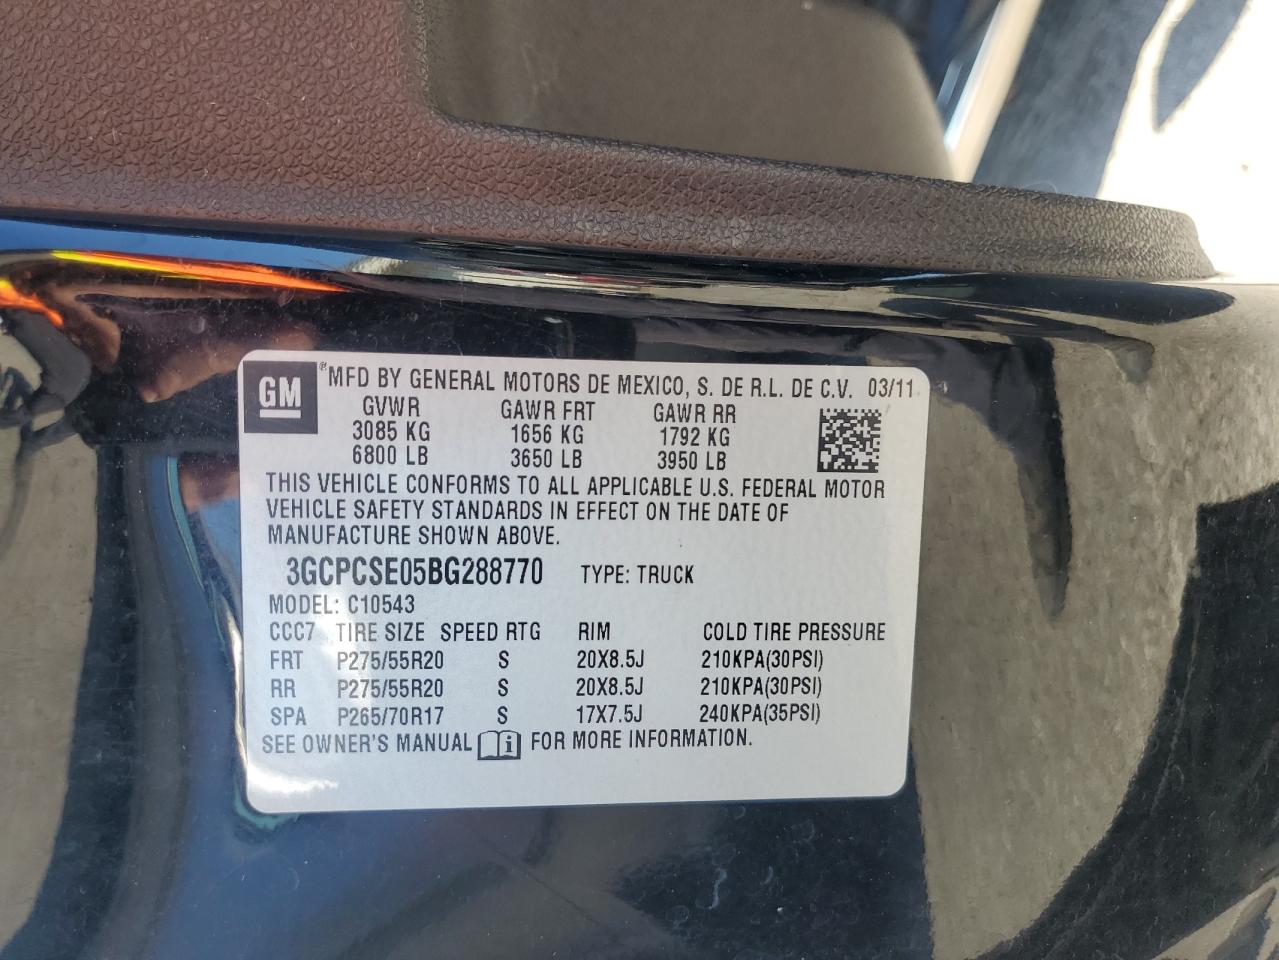 GM ® MFD BY GENERAL MOTORS DE MEXICO, S. DE R.L. DE C.V. 03/11
GVWR GAWR FRT GAWR RR
3085 KG 1656 KG 1792 KG
6800 LB 3650 LB 3950 LB
THIS VEHICLE CONFORMS TO ALL APPLICABLE U.S. FEDERAL MOTOR
VEHICLE SAFETY STANDARDS IN EFFECT ON THE DATE OF
MANUFACTURE SHOWN ABOVE.
3GCPCSE05BG288770 TYPE: TRUCK
MODEL: C10543
CCC7 TIRE SIZE SPEED RTG RIM COLD TIRE PRESSURE
FRT P275/55R20 S 20X8.5J 210KPA(30PSI)
RR P275/55R20 S 20X8.5J 210KPA(30PSI)
SPA P265/70R17 S 17X7.5J 240KPA(35PSI)
SEE OWNER'S MANUAL i FOR MORE INFORMATION.